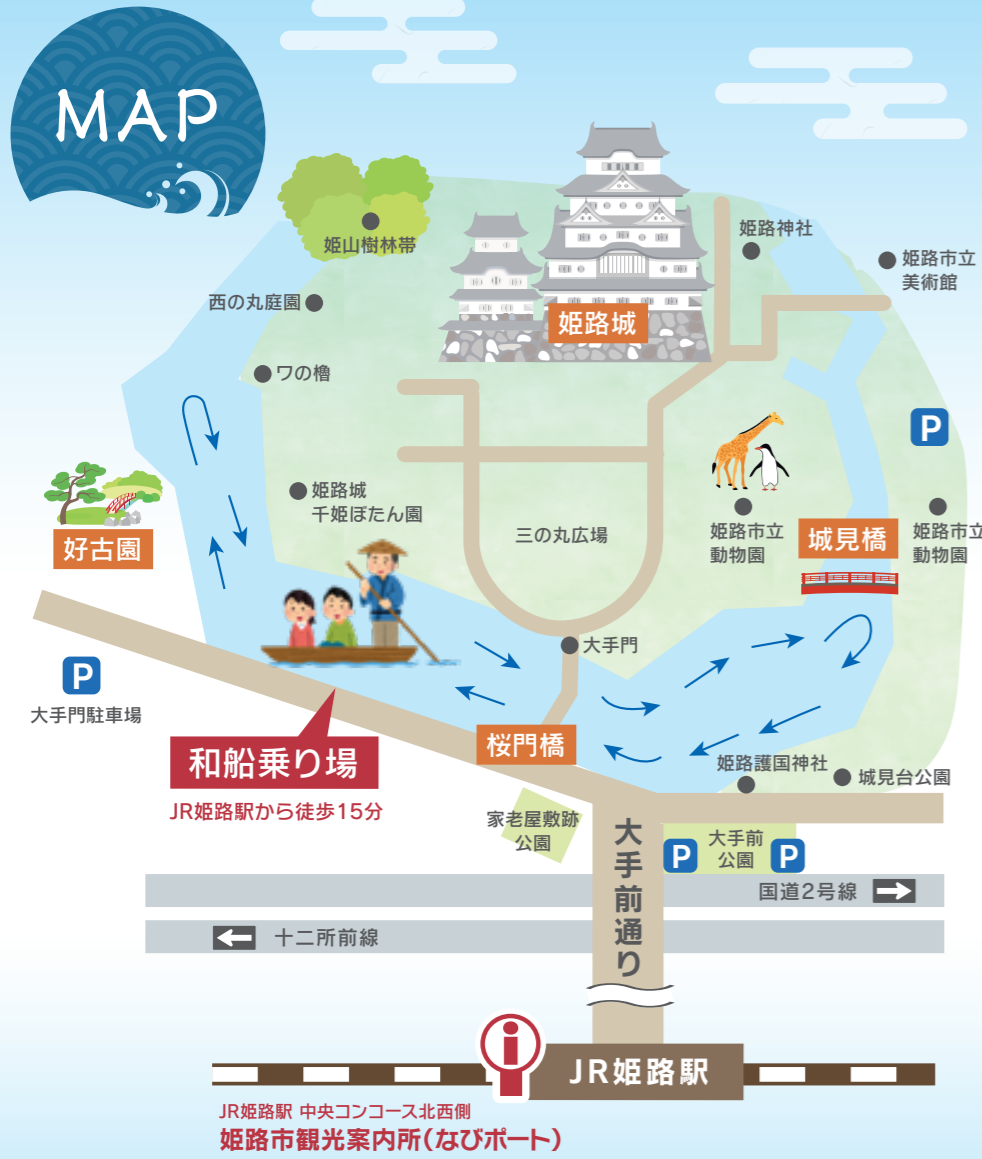 MAP
姫山樹林帯
姫路神社
姫路市立
美術館
西の丸庭園
姫路城
ワの櫓
P
姫路城
千姫ぼたん園
三の丸広場
姫路市立
動物園
城見橋
姫路市立
動物園
好古園
大手門
P
大手門駐車場
和船乗り場
JR姫路駅から徒歩15分
桜門橋
姫路護国神社
城見台公園
家老屋敷跡
公園
大手前通り
P
大手前
公園
P
国道2号線
十二所前線
i
JR姫路駅
JR姫路駅 中央コンコース北西側
姫路市観光案内所(なびポート)